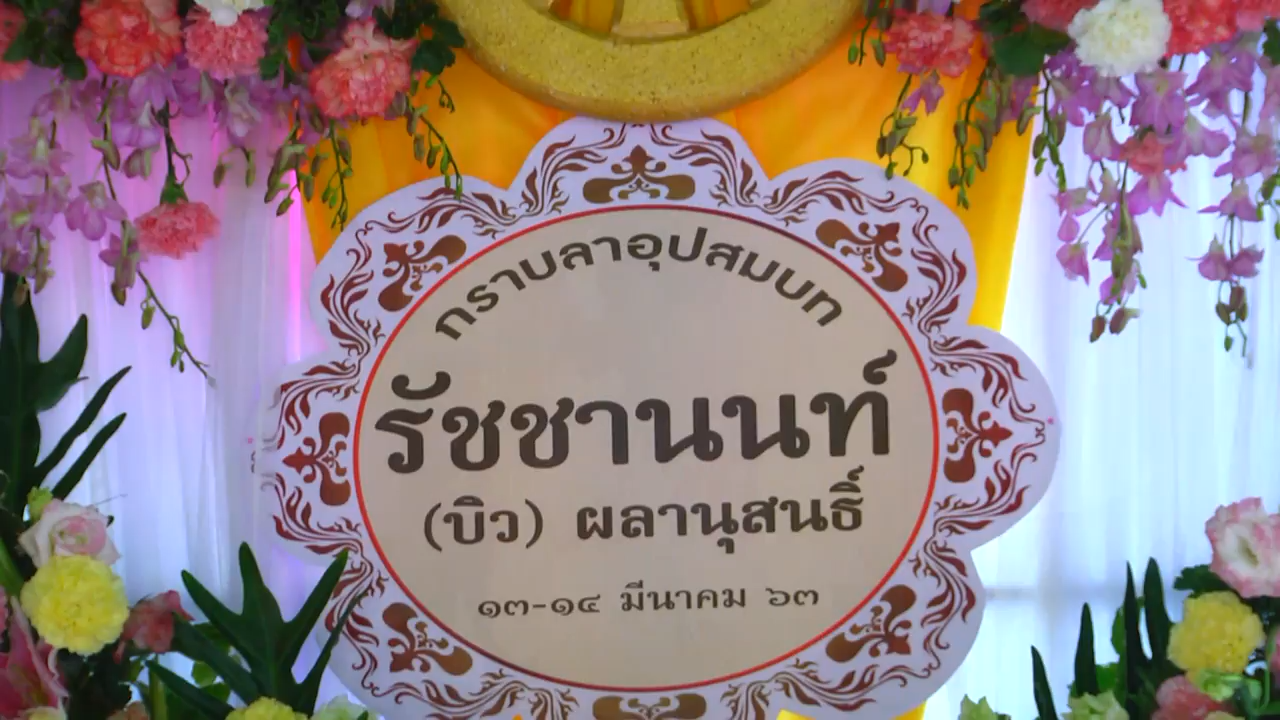 กราบลาอุปสมบท
รัชชานนท์
(บิว) ผลานุสนธิ์
๑๓-๑๔ มีนาคม ๖๓